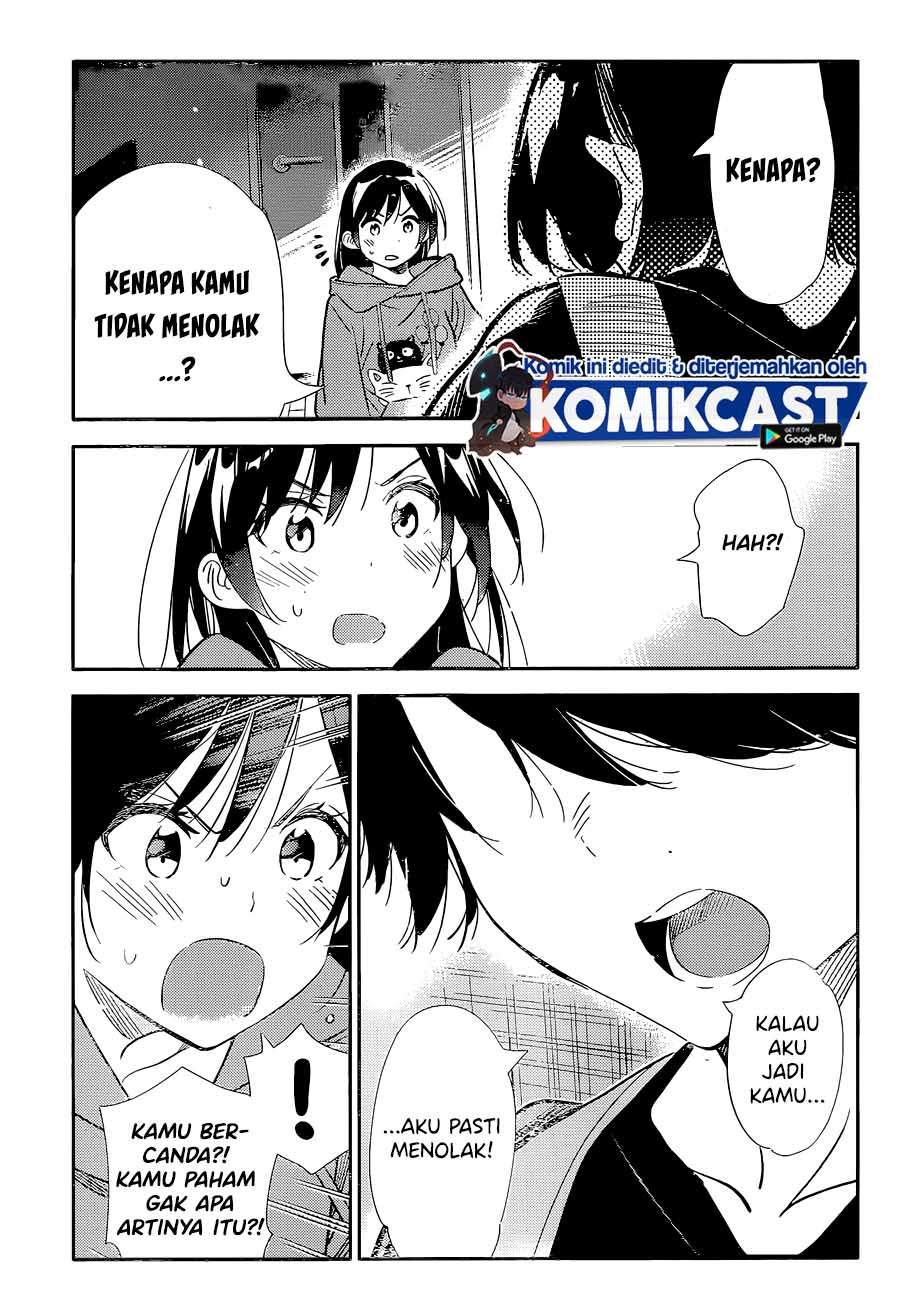 KENAPA?
KENAPA KAMU
TIDAK MENOLAK
...?
Komik ini diedit & diterjemahkan oleh
KOMIKCAST
GET IT ON
Google Play
HAH?!
KALAU
AKU
JADI
KAMU...
...AKU PASTI
MENOLAK!
!
KAMU BER-
CANDA?!
KAMU PAHAM
GAK APA
ARTINYA ITU?!